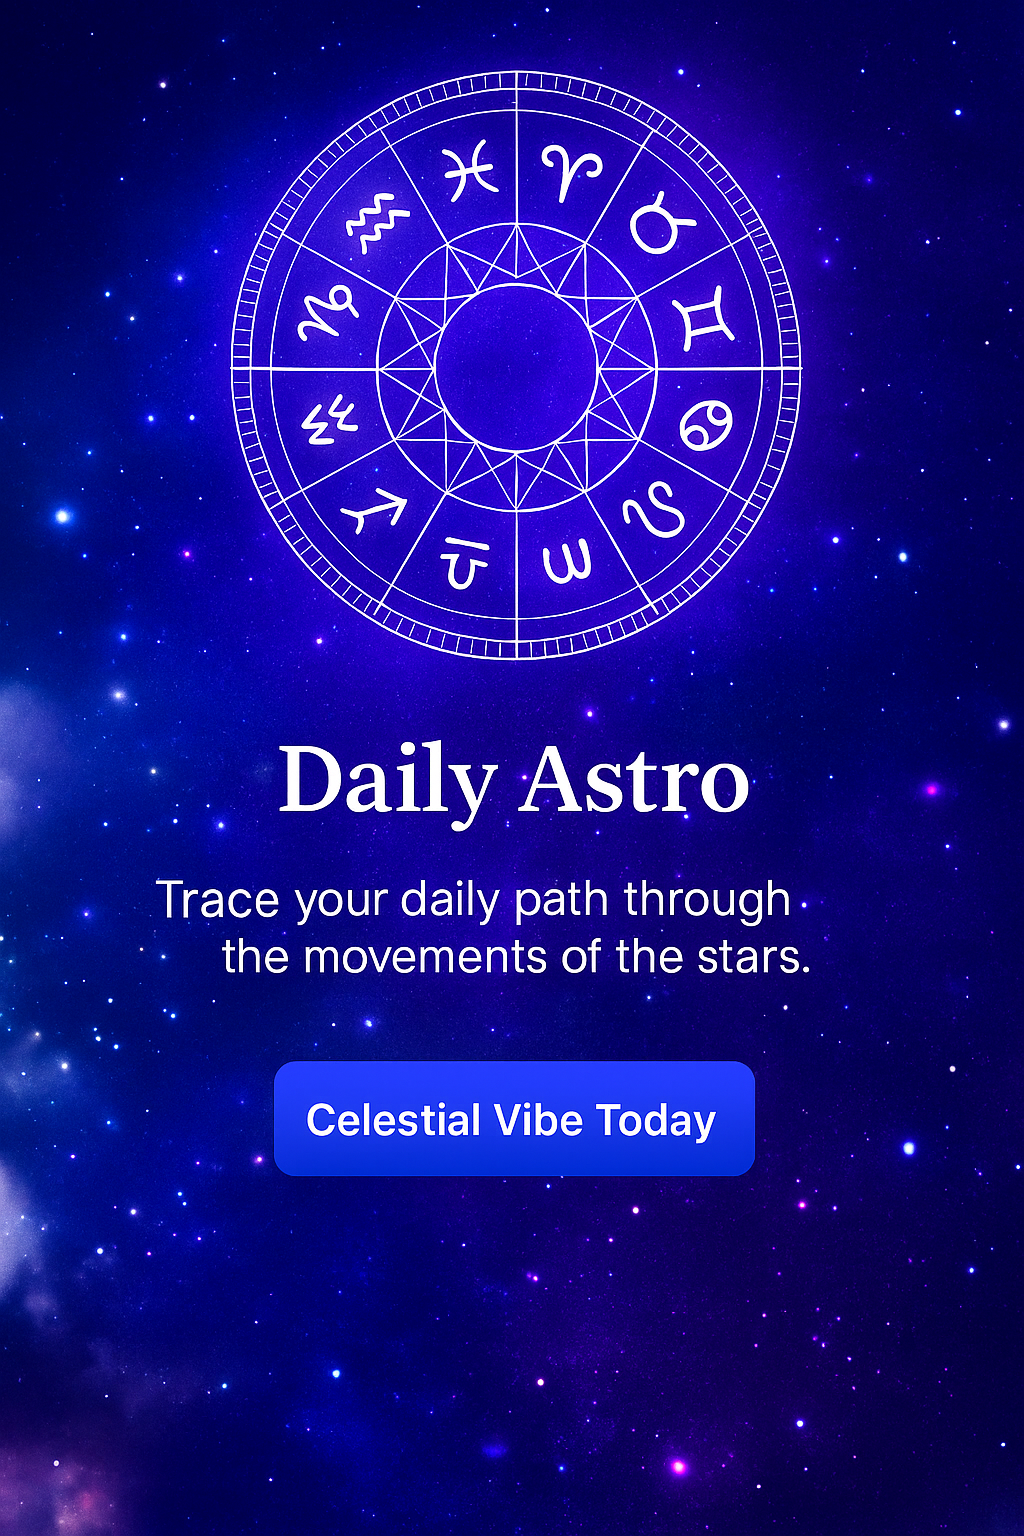 Daily Astro
Trace your daily path through
the movements of the stars.
Celestial Vibe Today